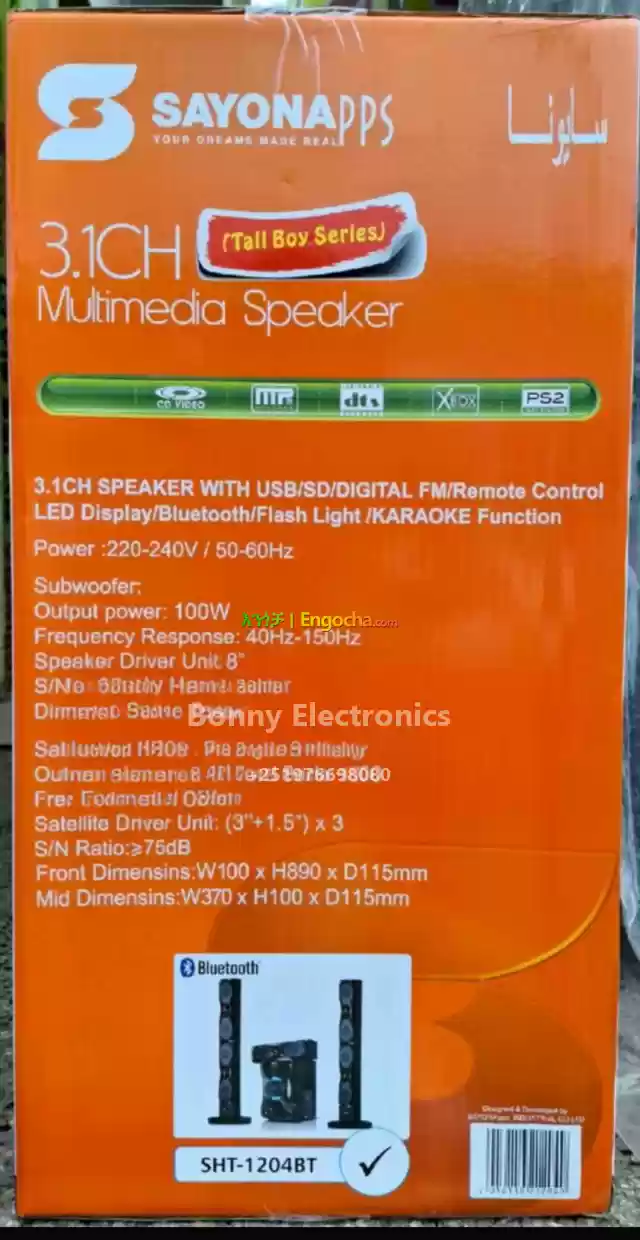 SAYONAPPS
YOUR DREAMS MADE REAL
سايونا
3.1CH
(Tall Boy Series)
Multimedia Speaker
CD VIDEO
dts
XBOX
PS2
3.1CH SPEAKER WITH USB/SD/DIGITAL FM/Remote Control
LED Display/Bluetooth/Flash Light /KARAOKE Function
Power :220-240V / 50-60Hz
Subwoofer:
Output power: 100W
አንጎቻ | Engocha.com
Frequency Response: 40Hz-150Hz
Speaker Driver Unit 8"
Bonny Electronics
Satellite Driver Unit: (3"+1.5") x 3
S/N Ratio:≥75dB
Front Dimensins:W100 x H890 x D115mm
Mid Dimensins:W370 x H100 x D115mm
Bluetooth
SHT-1204BT
Designed & Developed by